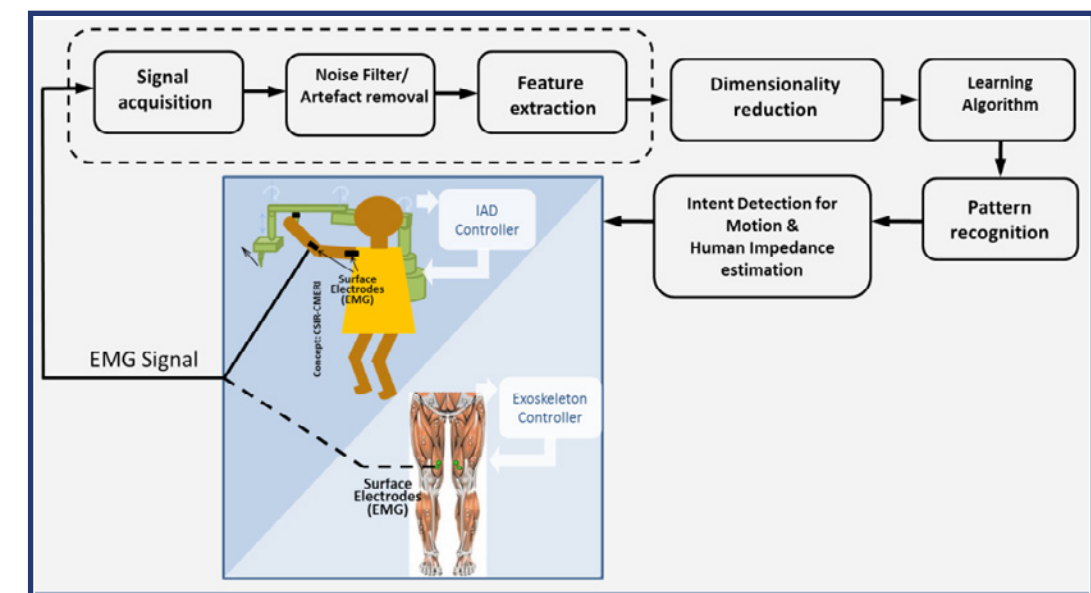 Signal
acquisition
Noise Filter/
Artefact removal
Feature
extraction
Dimensionality
reduction
Learning
Algorithm
Pattern
recognition
Intent Detection for
Motion &
Human Impedance
estimation
IAD
Controller
Surface
Electrodes
(EMG)
Concept: CSIR-CMERI
EMG Signal
Exoskeleton
Controller
Surface
Electrodes
(EMG)